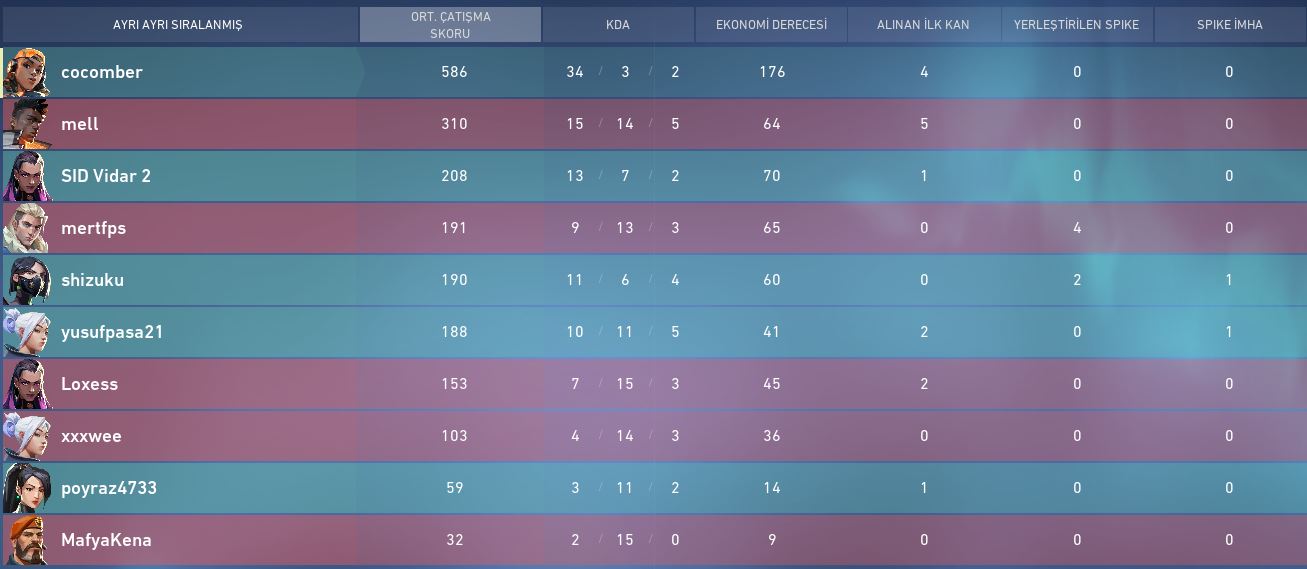 AYRI AYRI SIRALANMIŞ ORT. ÇATIŞMA SKORU KDA EKONOMİ DERECESİ ALINAN İLK KAN YERLEŞTİRİLEN SPIKE SPIKE İMHA
cocomber 586 34 / 3 / 2 176 4 0 0
mell 310 15 / 14 / 5 64 5 0 0
SID Vidar 2 208 13 / 7 / 2 70 1 0 0
mertfps 191 9 / 13 / 3 65 0 4 0
shizuku 190 11 / 6 / 4 60 0 2 1
yusufpasa21 188 10 / 11 / 5 41 2 0 1
Loxess 153 7 / 15 / 3 45 2 0 0
xxxwee 103 4 / 14 / 3 36 0 0 0
poyraz4733 59 3 / 11 / 2 14 1 0 0
MafyaKena 32 2 / 15 / 0 9 0 0 0